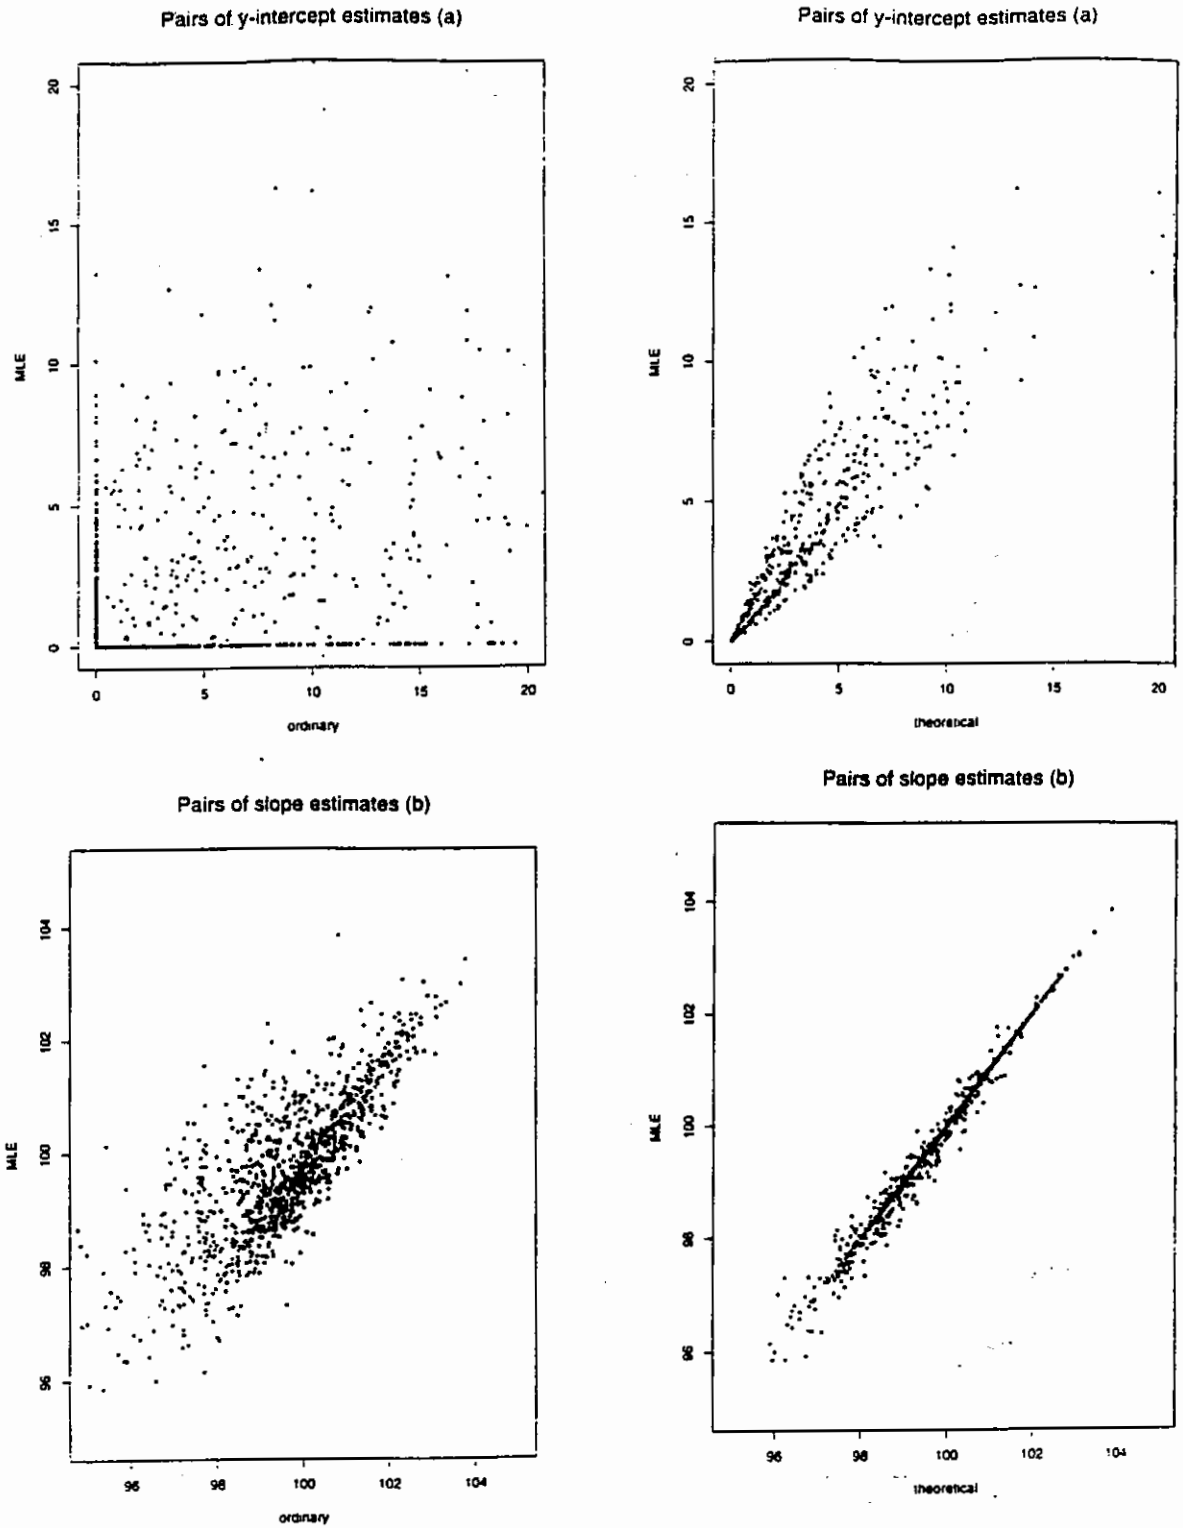 Pairs of y-intercept estimates (a)
20
15
10
5
0
MLE
0 5 10 15 20
ordinary
Pairs of y-intercept estimates (a)
20
15
10
5
0
MLE
0 5 10 15 20
theoretical
Pairs of slope estimates (b)
104
102
100
98
96
MLE
96 98 100 102 104
ordinary
Pairs of slope estimates (b)
104
102
100
98
96
MLE
96 98 100 102 104
theoretical